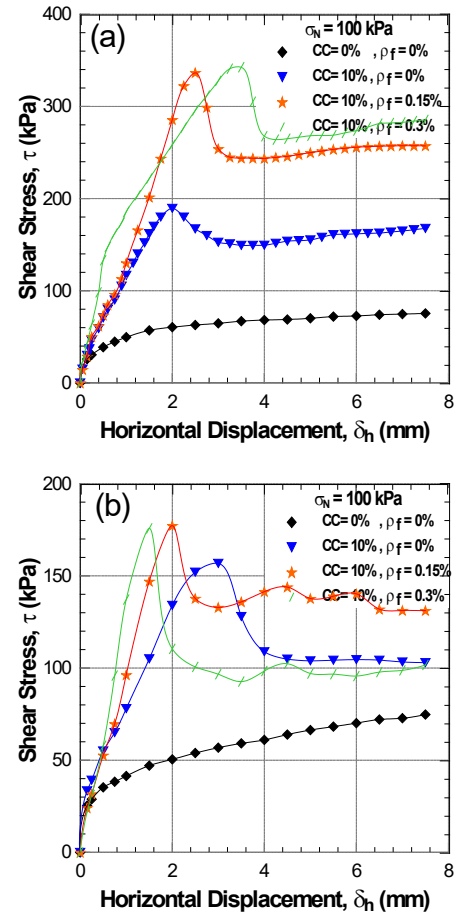 (a)
σN = 100 kPa
CC= 0% , ρf = 0%
CC= 10% , ρf = 0%
CC= 10% , ρf = 0.15%
CC= 10% , ρf = 0.3%
400
300
200
100
0
Shear Stress, τ (kPa)
0 2 4 6 8
Horizontal Displacement, δh (mm)
(b)
σN = 100 kPa
CC= 0% , ρf = 0%
CC= 10% , ρf = 0%
CC= 10% , ρf = 0.15%
CC= 10% , ρf = 0.3%
200
150
100
50
0
Shear Stress, τ (kPa)
0 2 4 6 8
Horizontal Displacement, δh (mm)